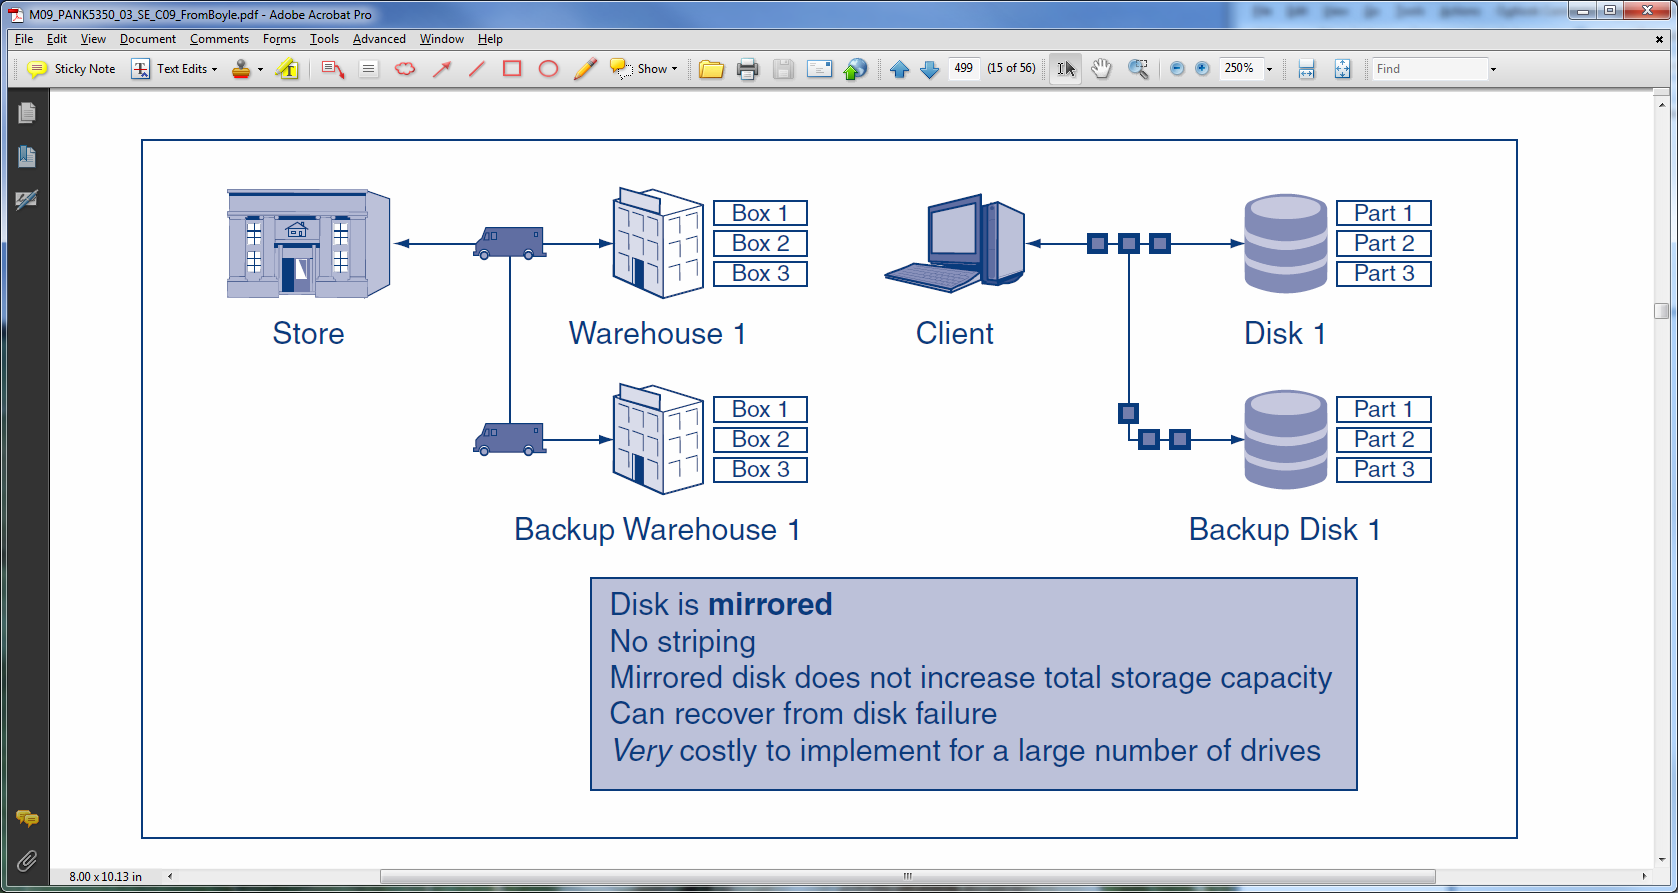 M09_PANK5350_03_SE_C09_FromBoyle.pdf - Adobe Acrobat Pro
File Edit View Document Comments Forms Tools Advanced Window Help
Sticky Note Text Edits Show 499 (15 of 56) 250% Find
Box 1
Box 2
Box 3
Store
Warehouse 1
Part 1
Part 2
Part 3
Client
Disk 1
Box 1
Box 2
Box 3
Backup Warehouse 1
Part 1
Part 2
Part 3
Backup Disk 1
Disk is mirrored
No striping
Mirrored disk does not increase total storage capacity
Can recover from disk failure
Very costly to implement for a large number of drives
8.00 x 10.13 in